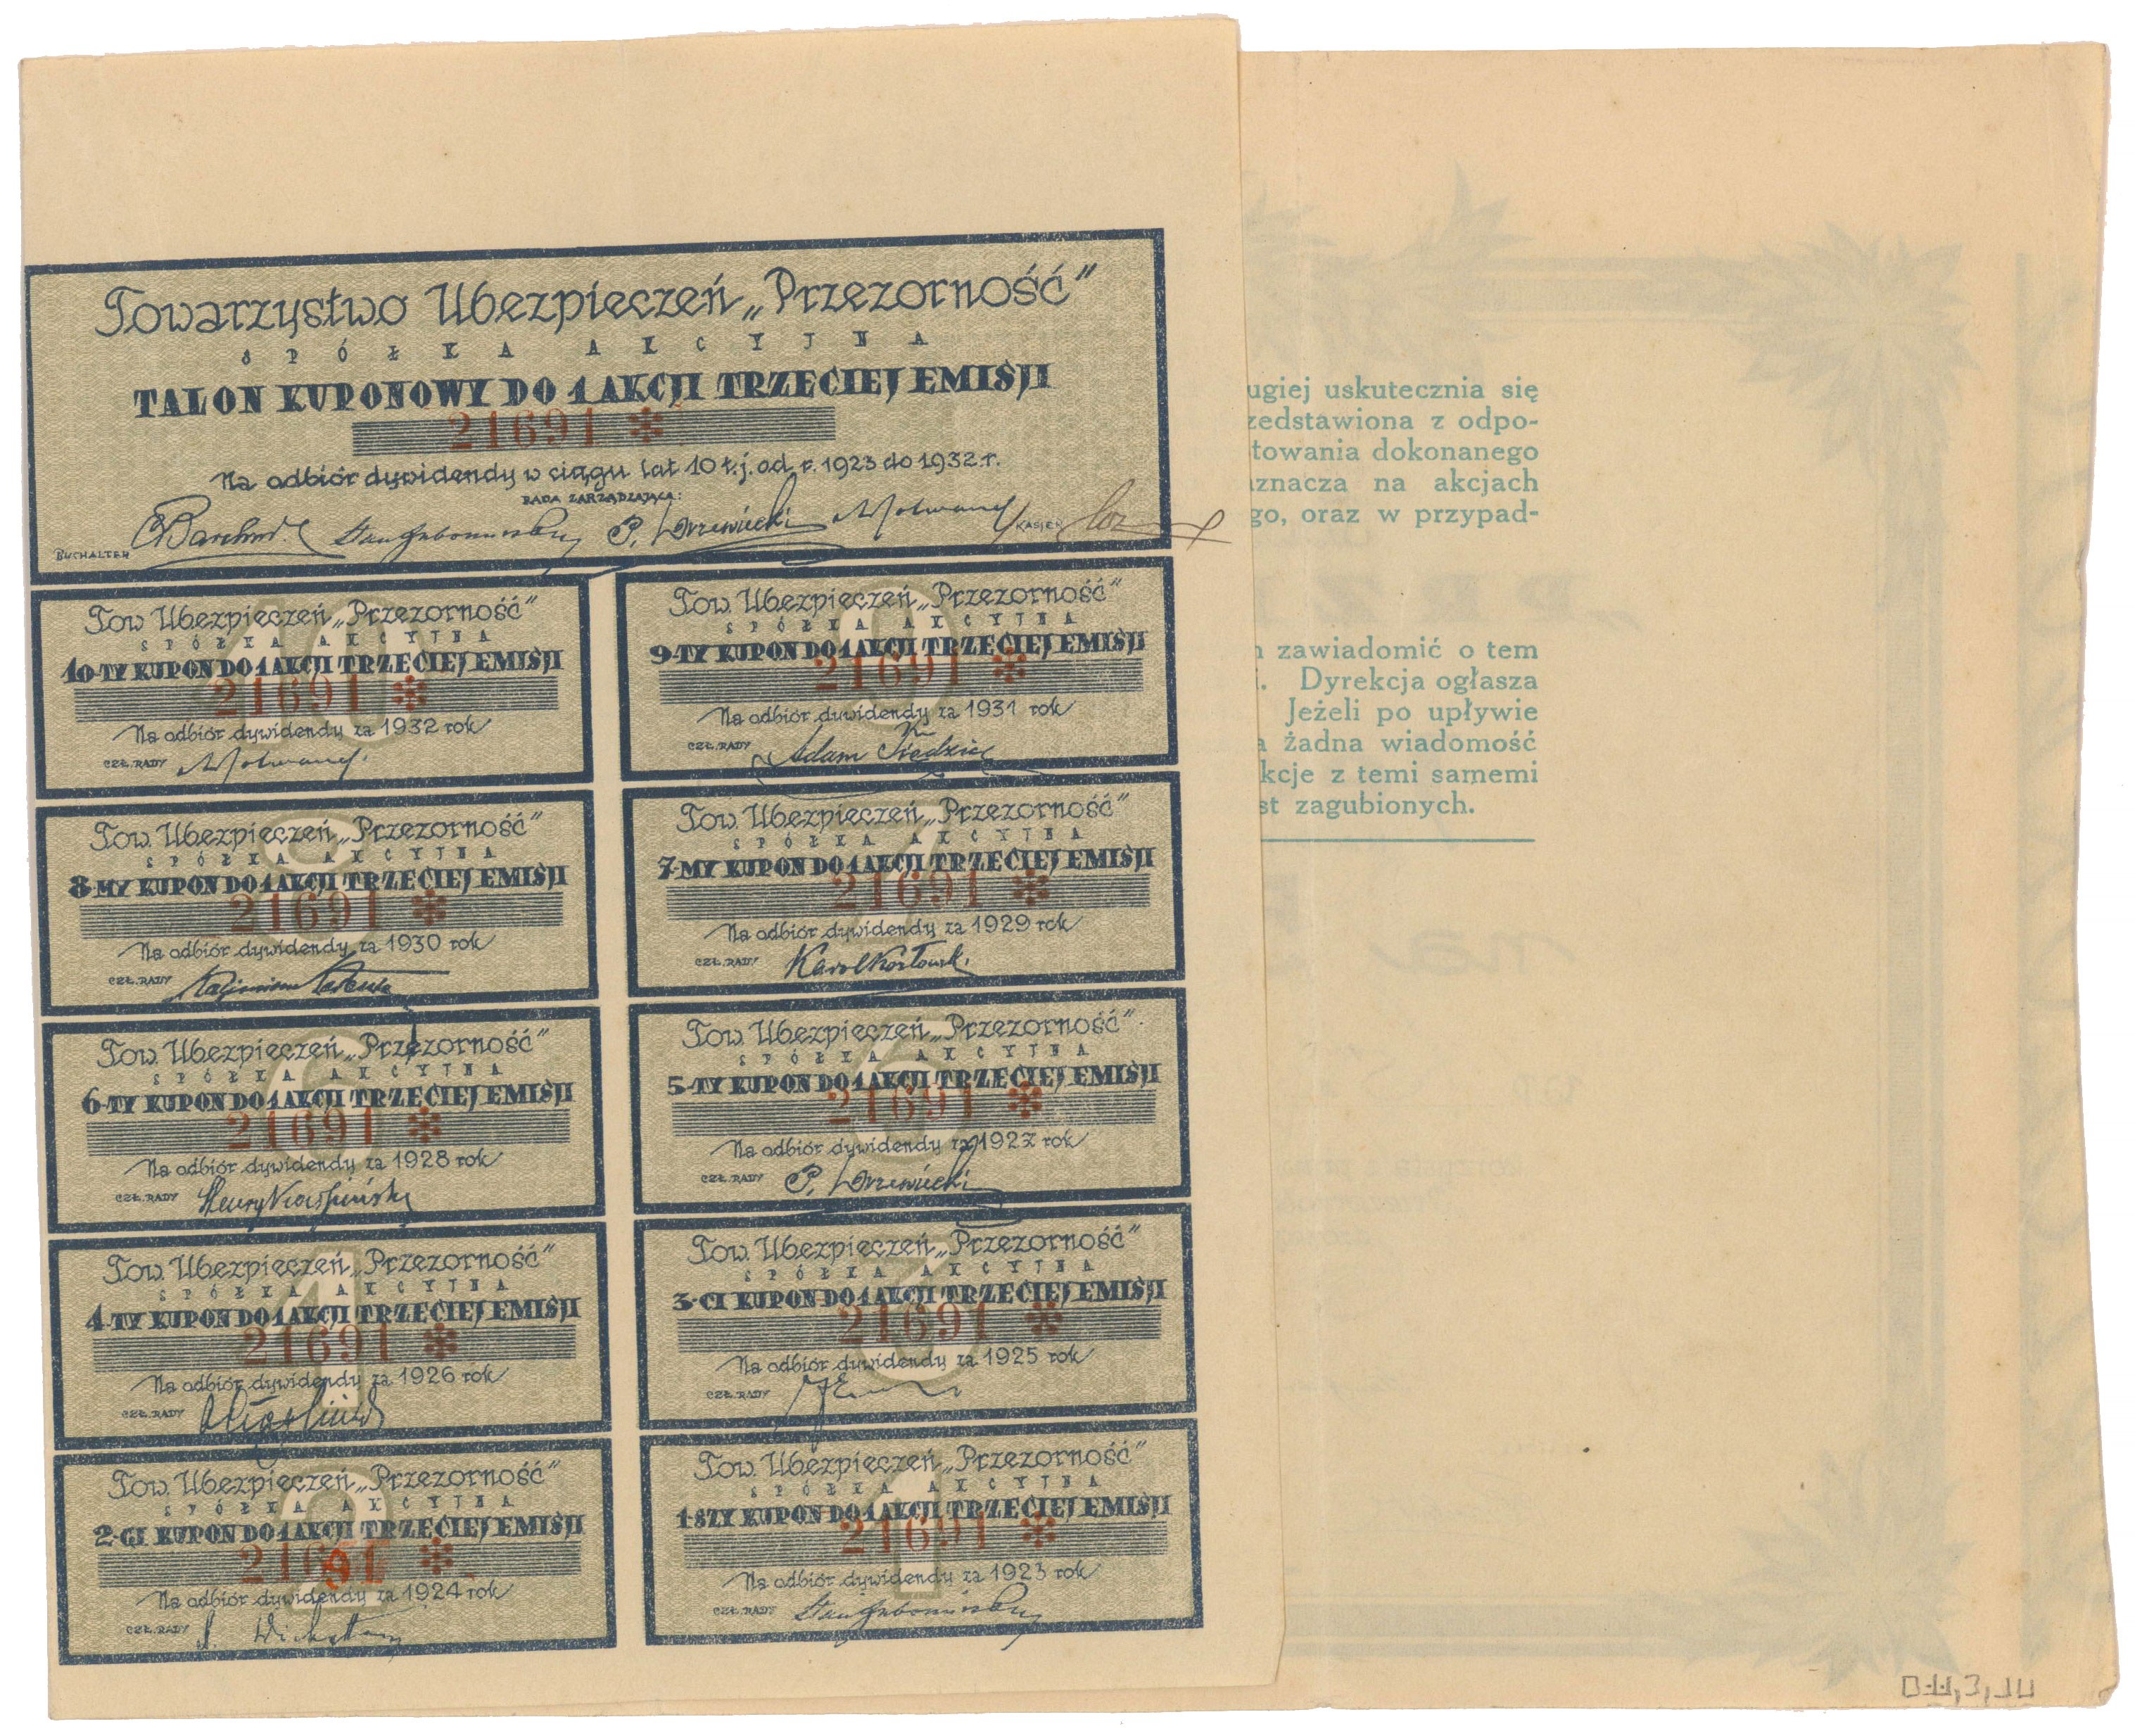 Towarzystwo Ubezpieczeń „Przezorność"
SPÓŁKA AKCYJNA
TALON KUPONOWY DO 1 AKCJI TRZECIEJ EMISJI
21691 *
Na odbiór dywidendy w ciągu lat 10 t.j. od r. 1923 do 1932 r.
RADA ZARZĄDZAJĄCA:
BUCHALTER
P. Drzewiecki
KASJER
Tow. Ubezpieczeń „Przezorność"
SPÓŁKA AKCYJNA
10-TY KUPON DO 1 AKCJI TRZECIEJ EMISJI
21691 *
Na odbiór dywidendy za 1932 rok
CZŁ. RADY
Tow. Ubezpieczeń „Przezorność"
SPÓŁKA AKCYJNA
9-TY KUPON DO 1 AKCJI TRZECIEJ EMISJI
21691 *
Na odbiór dywidendy za 1931 rok
CZŁ. RADY Adam
Tow. Ubezpieczeń „Przezorność"
SPÓŁKA AKCYJNA
8-MY KUPON DO 1 AKCJI TRZECIEJ EMISJI
21691 *
Na odbiór dywidendy za 1930 rok
CZŁ. RADY
Tow. Ubezpieczeń „Przezorność"
SPÓŁKA AKCYJNA
7-MY KUPON DO 1 AKCJI TRZECIEJ EMISJI
21691 *
Na odbiór dywidendy za 1929 rok
CZŁ. RADY Karol Kozłowski
Tow. Ubezpieczeń „Przezorność"
SPÓŁKA AKCYJNA
6-TY KUPON DO 1 AKCJI TRZECIEJ EMISJI
21691 *
Na odbiór dywidendy za 1928 rok
CZŁ. RADY
Tow. Ubezpieczeń „Przezorność"
SPÓŁKA AKCYJNA
5-TY KUPON DO 1 AKCJI TRZECIEJ EMISJI
21691 *
Na odbiór dywidendy za 1927 rok
CZŁ. RADY P. Drzewiecki
Tow. Ubezpieczeń „Przezorność"
SPÓŁKA AKCYJNA
4-TY KUPON DO 1 AKCJI TRZECIEJ EMISJI
21691 *
Na odbiór dywidendy za 1926 rok
CZŁ. RADY
Tow. Ubezpieczeń „Przezorność"
SPÓŁKA AKCYJNA
3-CI KUPON DO 1 AKCJI TRZECIEJ EMISJI
21691 *
Na odbiór dywidendy za 1925 rok
CZŁ. RADY
Tow. Ubezpieczeń „Przezorność"
SPÓŁKA AKCYJNA
2-GI KUPON DO 1 AKCJI TRZECIEJ EMISJI
21691 *
Na odbiór dywidendy za 1924 rok
CZŁ. RADY
Tow. Ubezpieczeń „Przezorność"
SPÓŁKA AKCYJNA
1-SZY KUPON DO 1 AKCJI TRZECIEJ EMISJI
21691 *
Na odbiór dywidendy za 1923 rok
CZŁ. RADY
ugiej uskutecznia się
zedstawiona z odpo-
towania dokonanego
znacza na akcjach
go, oraz w przypad-
zawiadomić o tem
i. Dyrekcja ogłasza
Jeżeli po upływie
a żadna wiadomość
kcje z temi samemi
st zagubionych.